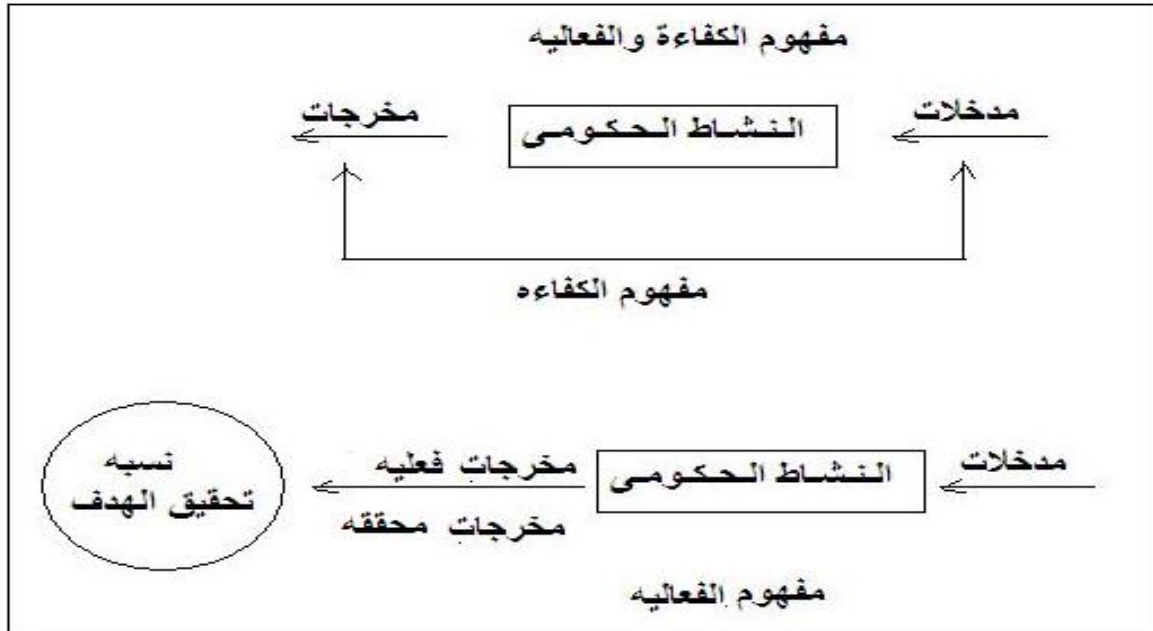 مفهوم الكفاءة والفعاليه
مدخلات
النشاط الحكومى
مخرجات
مفهوم الكفاءه
مدخلات
النشاط الحكومى
مخرجات فعليه
مخرجات محققه
نسبه
تحقيق الهدف
مفهوم الفعاليه